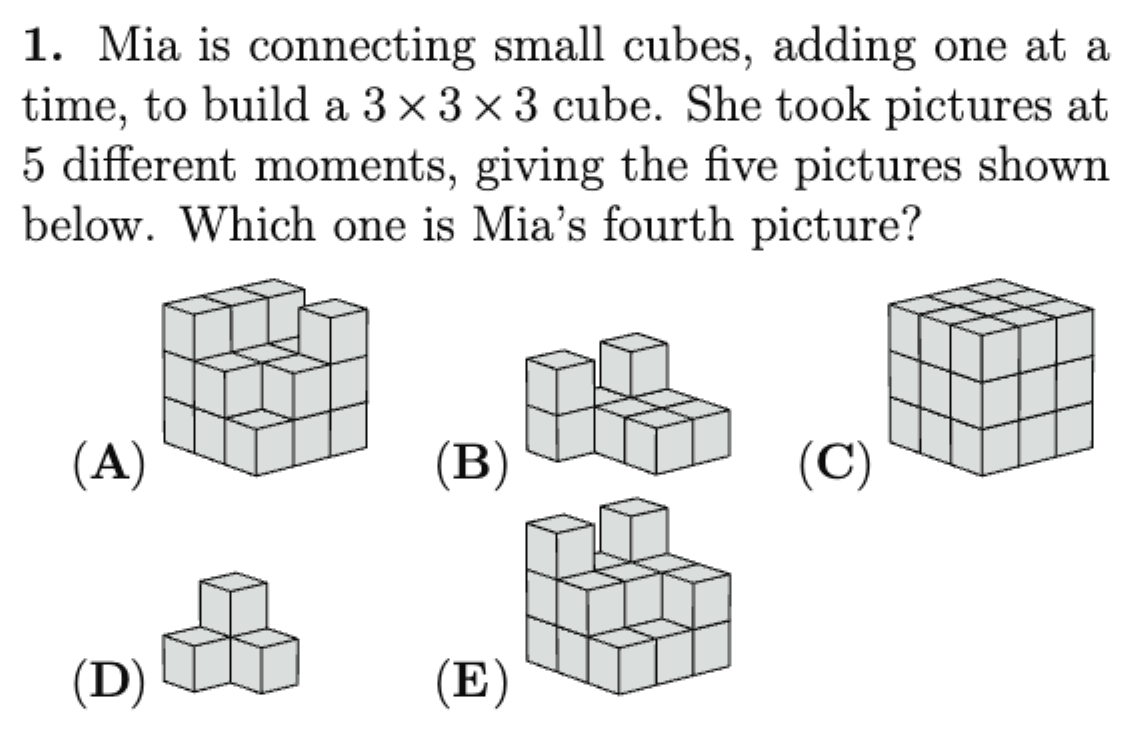 1. Mia is connecting small cubes, adding one at a
time, to build a 3 × 3 × 3 cube. She took pictures at
5 different moments, giving the five pictures shown
below. Which one is Mia's fourth picture?
(A) (B) (C)
(D) (E)